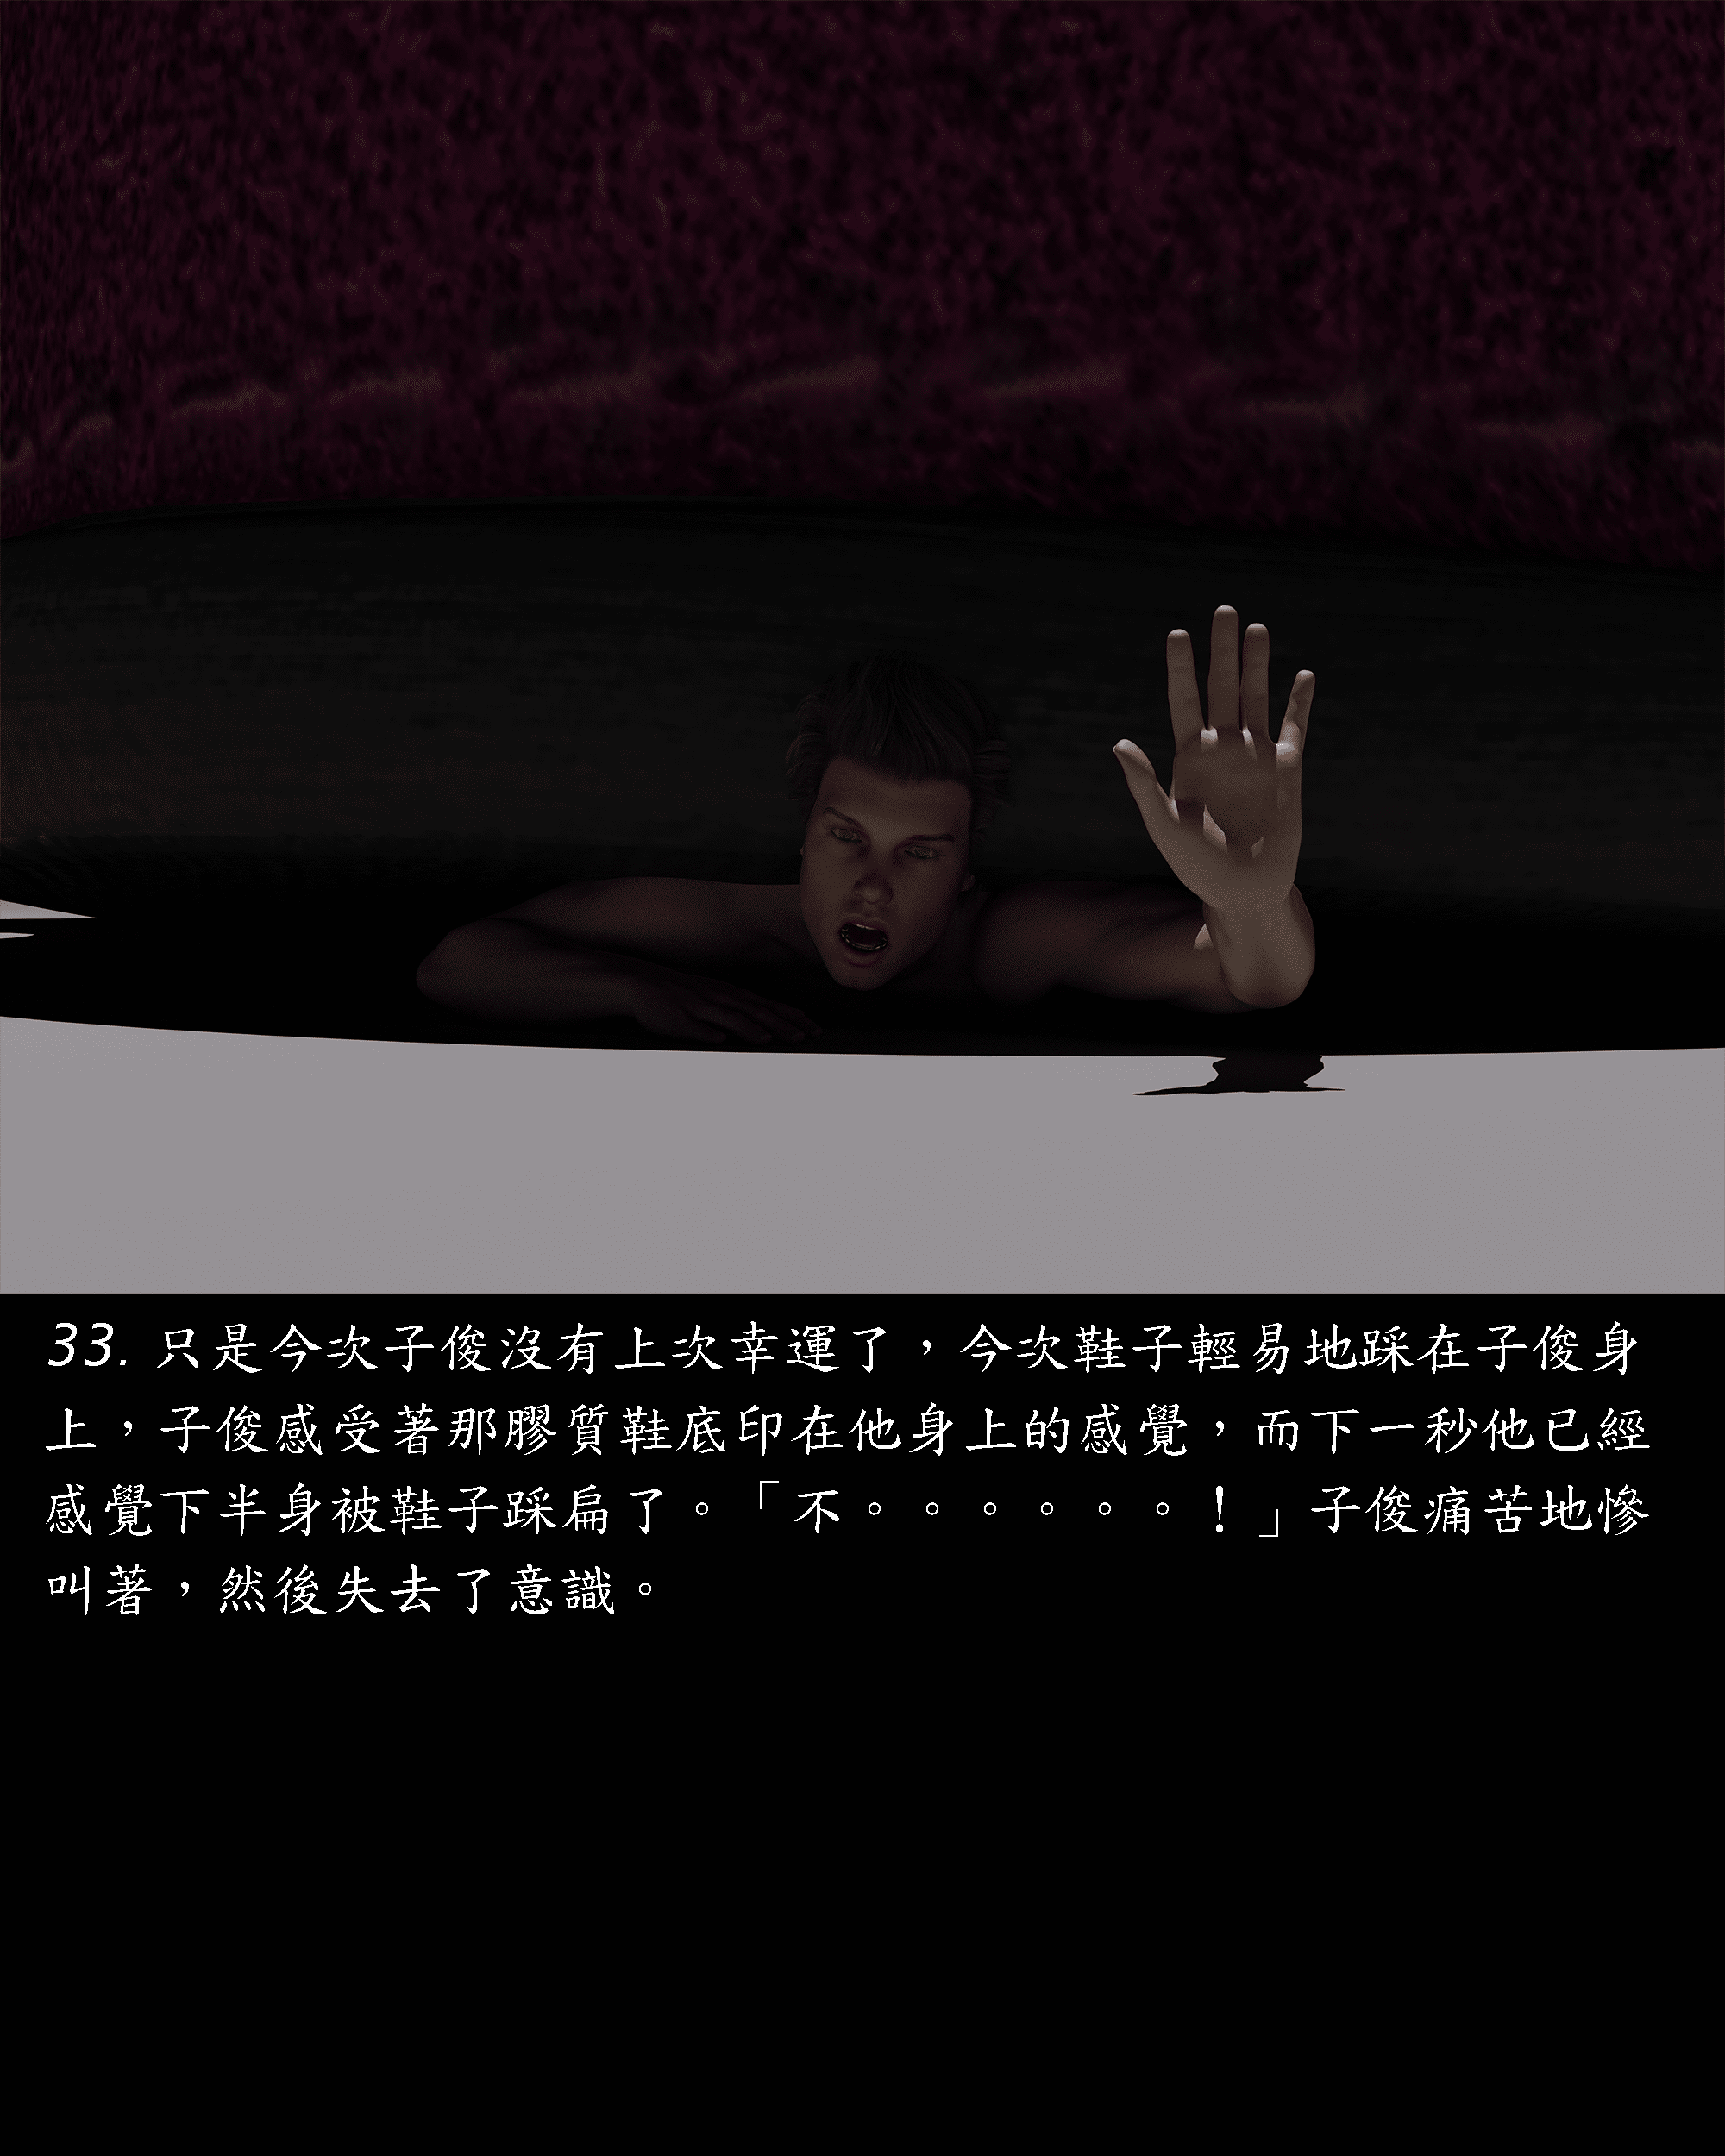 33. 只是今次子俊沒有上次幸運了，今次鞋子輕易地踩在子俊身
上，子俊感受著那膠質鞋底印在他身上的感覺，而下一秒他已經
感覺下半身被鞋子踩扁了。「不。。。。。。！」子俊痛苦地慘
叫著，然後失去了意識。